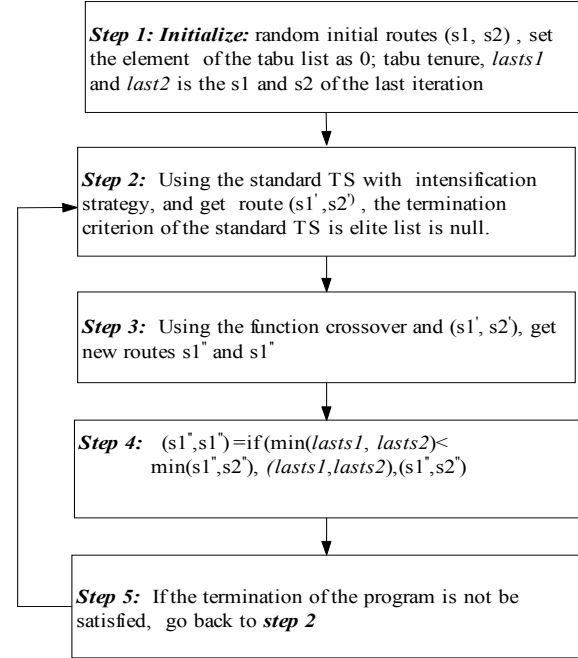 Step 1: Initialize: random initial routes (s1, s2) , set
the element of the tabu list as 0; tabu tenure, lasts1
and last2 is the s1 and s2 of the last iteration
Step 2: Using the standard TS with intensification
strategy, and get route (s1' ,s2') , the termination
criterion of the standard TS is elite list is null.
Step 3: Using the function crossover and (s1', s2'), get
new routes s1" and s1"
Step 4: (s1",s1") =if (min(lasts1, lasts2)<
min(s1",s2"), (lasts1,lasts2),(s1",s2")
Step 5: If the termination of the program is not be
satisfied, go back to step 2